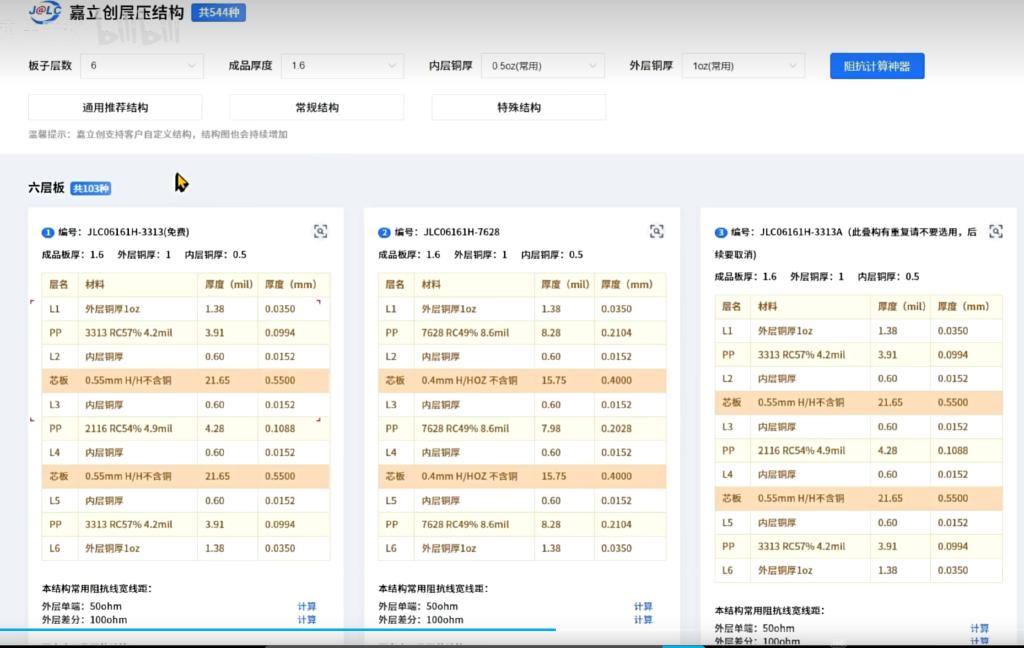 J@LC 嘉立创层压结构 共544种
bilibili
板子层数 6 成品厚度 1.6 内层铜厚 0.5oz(常用) 外层铜厚 1oz(常用) 阻抗计算神器
通用推荐结构 常规结构 特殊结构
温馨提示：嘉立创支持客户自定义结构，结构图也会持续增加
六层板 共103种
1 编号：JLC06161H-3313(免费)
成品板厚：1.6 外层铜厚：1 内层铜厚：0.5
层名 材料 厚度（mil） 厚度（mm）
L1 外层铜厚1oz 1.38 0.0350
PP 3313 RC57% 4.2mil 3.91 0.0994
L2 内层铜厚 0.60 0.0152
芯板 0.55mm H/H不含铜 21.65 0.5500
L3 内层铜厚 0.60 0.0152
PP 2116 RC54% 4.9mil 4.28 0.1088
L4 内层铜厚 0.60 0.0152
芯板 0.55mm H/H不含铜 21.65 0.5500
L5 内层铜厚 0.60 0.0152
PP 3313 RC57% 4.2mil 3.91 0.0994
L6 外层铜厚1oz 1.38 0.0350
本结构常用阻抗线宽线距：
外层单端：50ohm 计算
外层差分：100ohm 计算
2 编号：JLC06161H-7628
成品板厚：1.6 外层铜厚：1 内层铜厚：0.5
层名 材料 厚度（mil） 厚度（mm）
L1 外层铜厚1oz 1.38 0.0350
PP 7628 RC49% 8.6mil 8.28 0.2104
L2 内层铜厚 0.60 0.0152
芯板 0.4mm H/HOZ 不含铜 15.75 0.4000
L3 内层铜厚 0.60 0.0152
PP 7628 RC49% 8.6mil 7.98 0.2028
L4 内层铜厚 0.60 0.0152
芯板 0.4mm H/HOZ 不含铜 15.75 0.4000
L5 内层铜厚 0.60 0.0152
PP 7628 RC49% 8.6mil 8.28 0.2104
L6 外层铜厚1oz 1.38 0.0350
本结构常用阻抗线宽线距：
外层单端：50ohm 计算
外层差分：100ohm 计算
3 编号：JLC06161H-3313A（此叠构有重复请不要选用，后
续要取消)
成品板厚：1.6 外层铜厚：1 内层铜厚：0.5
层名 材料 厚度（mil） 厚度（mm）
L1 外层铜厚1oz 1.38 0.0350
PP 3313 RC57% 4.2mil 3.91 0.0994
L2 内层铜厚 0.60 0.0152
芯板 0.55mm H/H不含铜 21.65 0.5500
L3 内层铜厚 0.60 0.0152
PP 2116 RC54% 4.9mil 4.28 0.1088
L4 内层铜厚 0.60 0.0152
芯板 0.55mm H/H不含铜 21.65 0.5500
L5 内层铜厚 0.60 0.0152
PP 3313 RC57% 4.2mil 3.91 0.0994
L6 外层铜厚1oz 1.38 0.0350
本结构常用阻抗线宽线距：
外层单端：50ohm 计算
外层差分：100ohm 计算